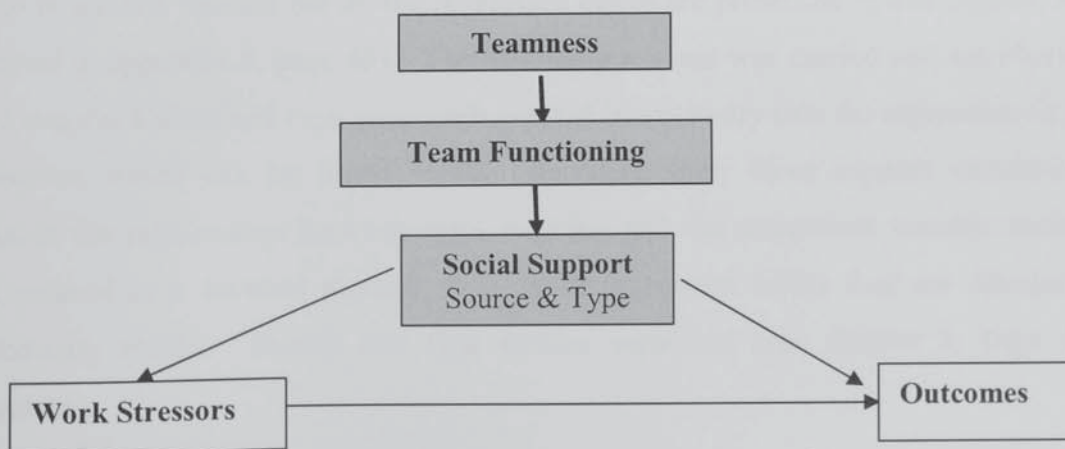 Teamness
Team Functioning
Social Support
Source & Type
Work Stressors
Outcomes